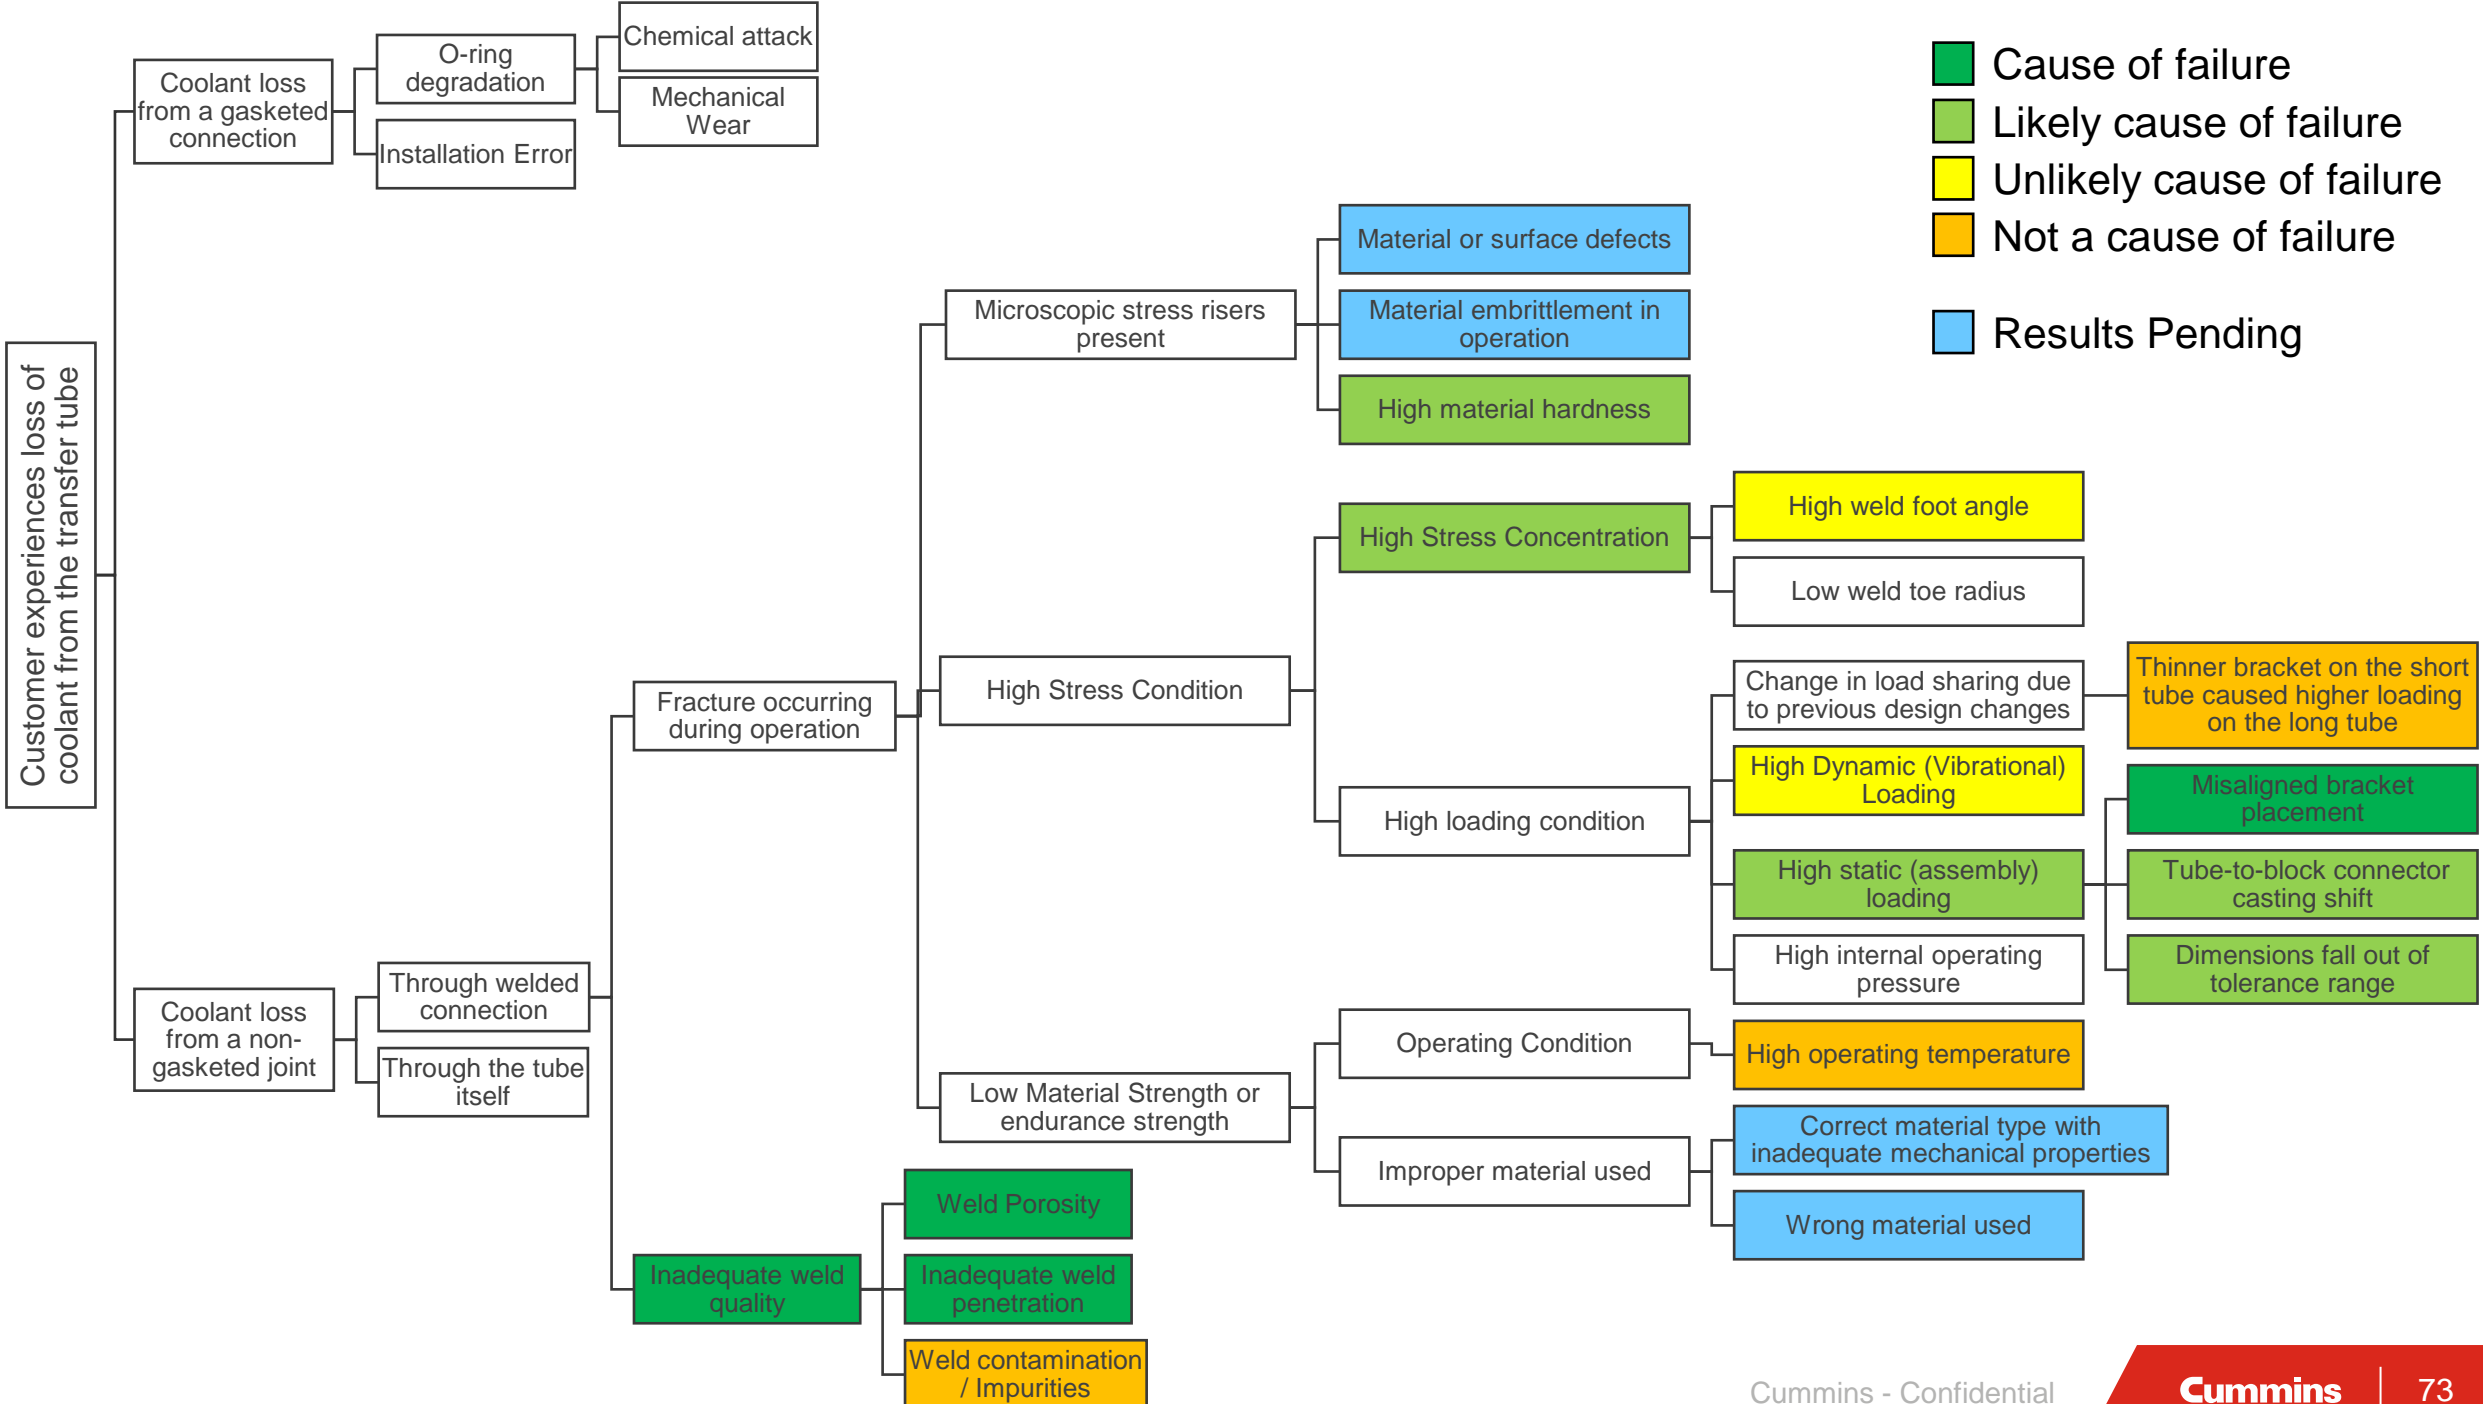 Customer experiences loss of
coolant from the transfer tube
Coolant loss
from a gasketed
connection
O-ring
degradation
Chemical attack
Mechanical
Wear
Installation Error
Coolant loss
from a non-
gasketed joint
Through welded
connection
Through the tube
itself
Fracture occurring
during operation
Microscopic stress risers
present
Material or surface defects
Material embrittlement in
operation
High material hardness
High Stress Condition
High Stress Concentration
High weld foot angle
Low weld toe radius
High loading condition
Change in load sharing due
to previous design changes
Thinner bracket on the short
tube caused higher loading
on the long tube
High Dynamic (Vibrational)
Loading
High static (assembly)
loading
Misaligned bracket
placement
Tube-to-block connector
casting shift
Dimensions fall out of
tolerance range
High internal operating
pressure
Low Material Strength or
endurance strength
Operating Condition
High operating temperature
Improper material used
Correct material type with
inadequate mechanical properties
Wrong material used
Inadequate weld
quality
Weld Porosity
Inadequate weld
penetration
Weld contamination
/ Impurities
Cause of failure
Likely cause of failure
Unlikely cause of failure
Not a cause of failure
Results Pending
Cummins - Confidential
Cummins
73